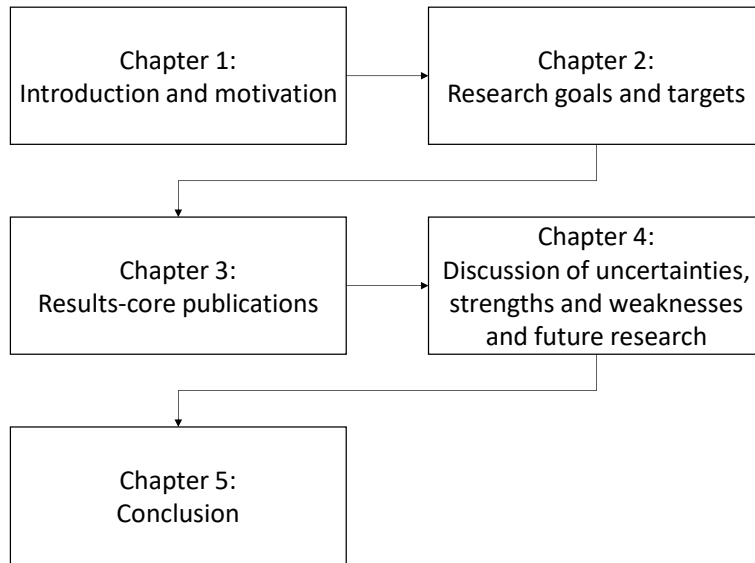 Chapter 1:
Introduction and motivation
Chapter 2:
Research goals and targets
Chapter 3:
Results-core publications
Chapter 4:
Discussion of uncertainties,
strengths and weaknesses
and future research
Chapter 5:
Conclusion